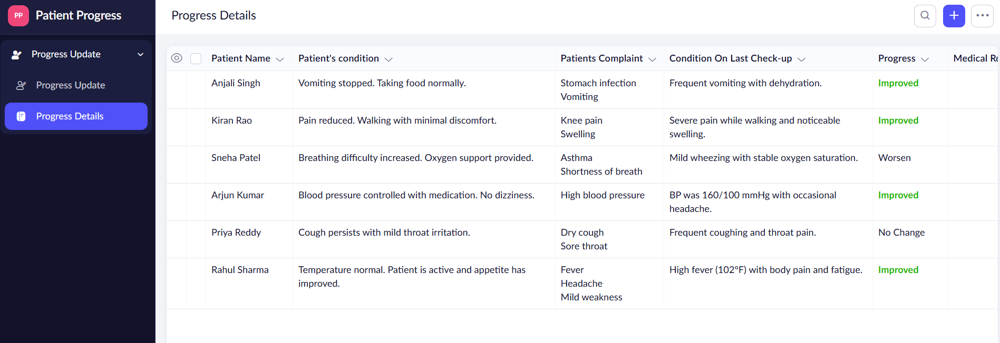 PP Patient Progress
Progress Details
Progress Update
Progress Update
Progress Details
Patient Name Patient's condition Patients Complaint Condition On Last Check-up Progress Medical
Anjali Singh Vomiting stopped. Taking food normally. Stomach infection Frequent vomiting with dehydration. Improved
Vomiting
Kiran Rao Pain reduced. Walking with minimal discomfort. Knee pain Severe pain while walking and noticeable Improved
Swelling swelling.
Sneha Patel Breathing difficulty increased. Oxygen support provided. Asthma Mild wheezing with stable oxygen saturation. Worsen
Shortness of breath
Arjun Kumar Blood pressure controlled with medication. No dizziness. High blood pressure BP was 160/100 mmHg with occasional Improved
headache.
Priya Reddy Cough persists with mild throat irritation. Dry cough Frequent coughing and throat pain. No Change
Sore throat
Rahul Sharma Temperature normal. Patient is active and appetite has Fever High fever (102°F) with body pain and fatigue. Improved
improved. Headache
Mild weakness